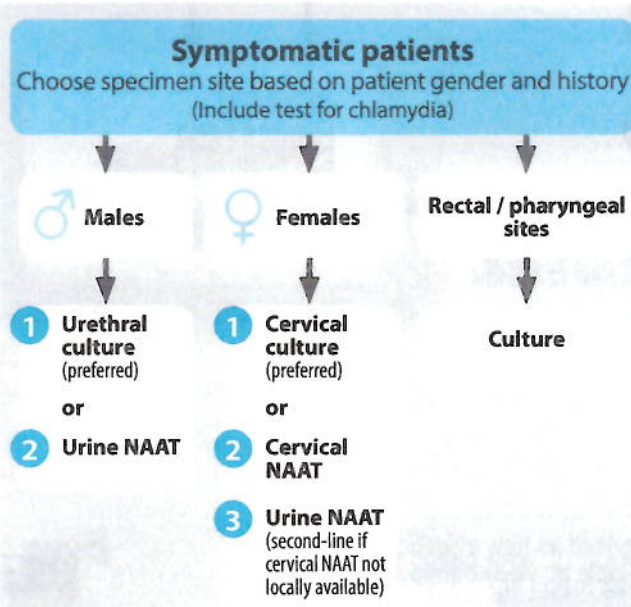 Symptomatic patients
Choose specimen site based on patient gender and history
(Include test for chlamydia)
Males
1 Urethral
culture
(preferred)
or
2 Urine NAAT
Females
1 Cervical
culture
(preferred)
or
2 Cervical
NAAT
3 Urine NAAT
(second-line if
cervical NAAT not
locally available)
Rectal / pharyngeal
sites
Culture